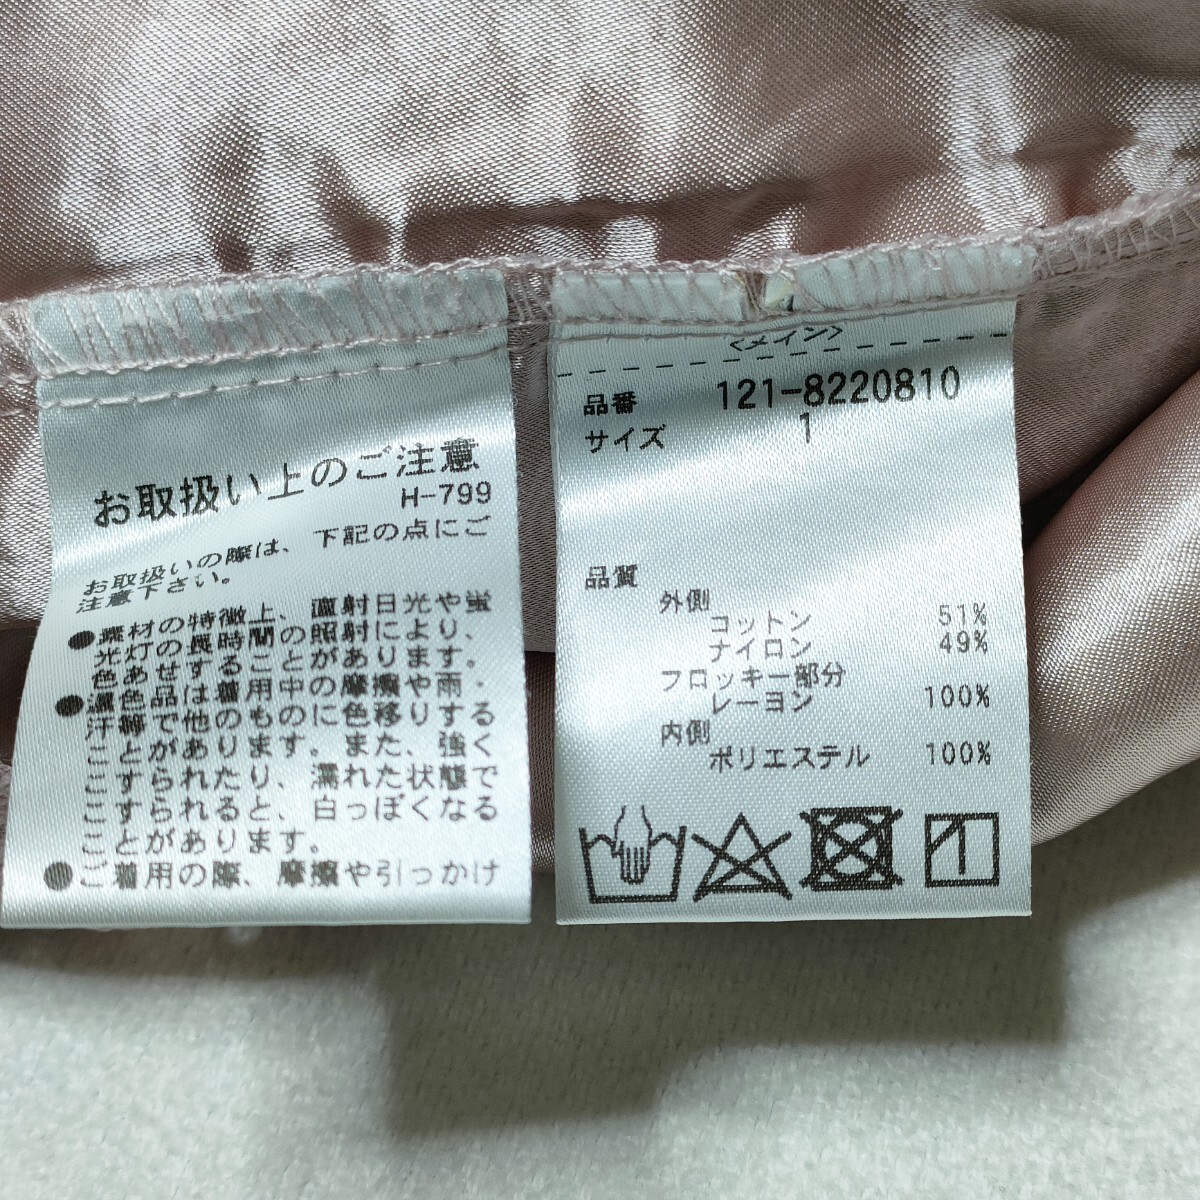 お取扱い上のご注意
H-799
お取扱いの際は、下記の点にご
注意下さい。
●素材の特徴上、直射日光や蛍
光灯の長時間の照射により、
色あせすることがあります。
●濃色品は着用中の摩擦や雨・
汗等で他のものに色移りする
ことがあります。また、強く
こすられたり、濡れた状態で
こすられると、白っぽくなる
ことがあります。
●ご着用の際、摩擦や引っかけ
<メイン>
品番 121-8220810
サイズ 1
品質
外側
コットン 51%
ナイロン 49%
フロッキー部分
レーヨン 100%
内側
ポリエステル 100%